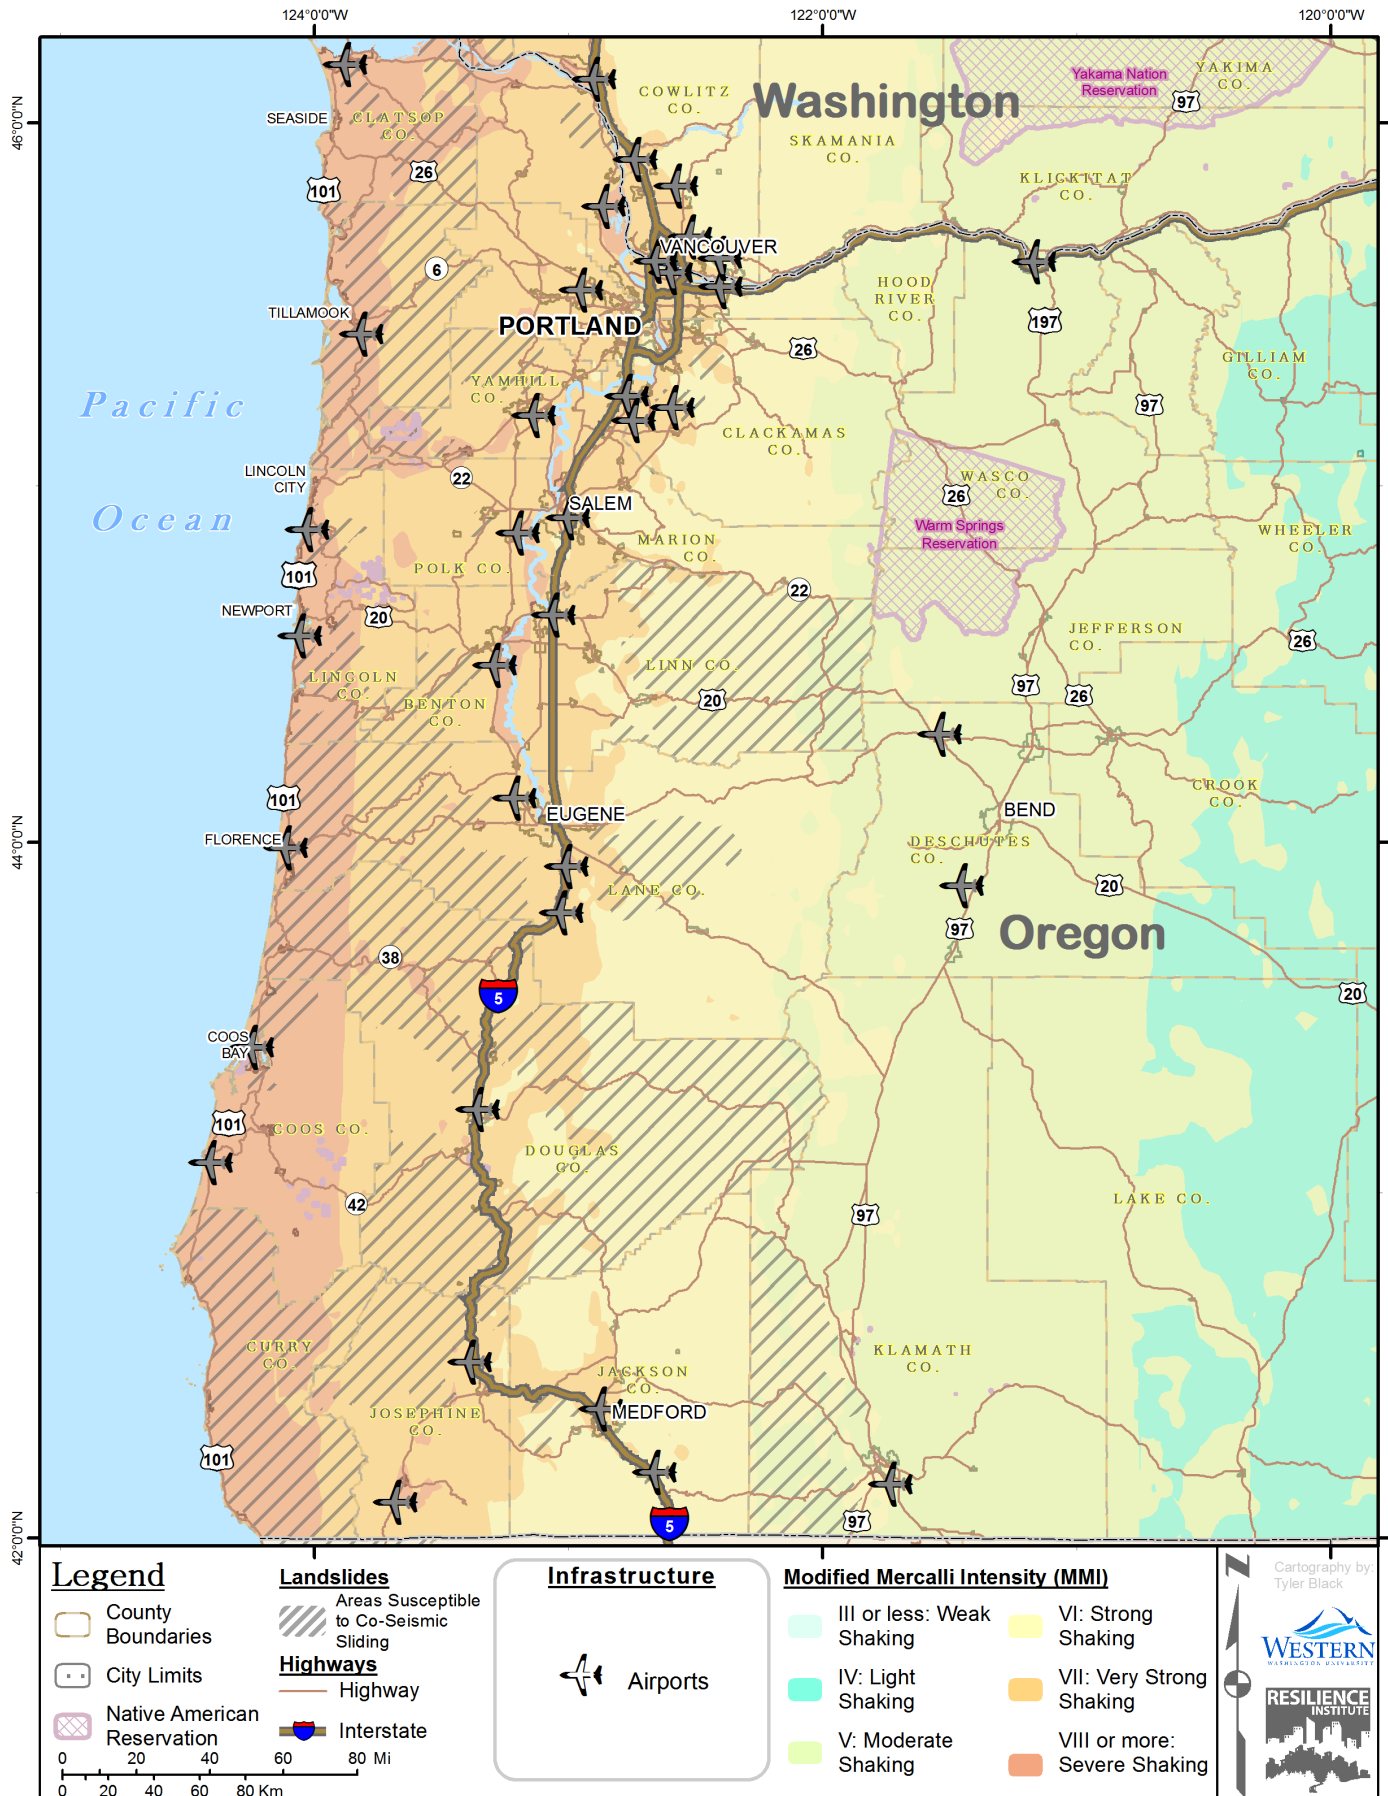 124°0'0"W
122°0'0"W
120°0'0"W
46°0'0"N
44°0'0"N
42°0'0"N
Washington
Yakama Nation
Reservation
YAKIMA
CO.
97
COWLITZ
CO.
SKAMANIA
CO.
KLICKITAT
CO.
SEASIDE
CLATSOP
CO.
26
101
VANCOUVER
6
HOOD
RIVER
CO.
TILLAMOOK
PORTLAND
197
26
GILLIAM
CO.
YAMHILL
CO.
97
Pacific
Ocean
CLACKAMAS
CO.
LINCOLN
CITY
22
WASCO
CO.
26
SALEM
Warm Springs
Reservation
WHEELER
CO.
MARION
CO.
POLK CO.
101
22
NEWPORT
20
JEFFERSON
CO.
26
LINN CO.
LINCOLN
CO.
97
26
20
BENTON
CO.
CROOK
CO.
101
EUGENE
BEND
FLORENCE
DESCHUTES
CO.
LANE CO.
20
97
Oregon
38
5
20
COOS
BAY
101
COOS CO.
DOUGLAS
CO.
42
LAKE CO.
97
CURRY
CO.
KLAMATH
CO.
JACKSON
CO.
JOSEPHINE
CO.
MEDFORD
101
5
97
Legend
County
Boundaries
City Limits
Native American
Reservation
0 20 40 60 80 Mi
0 20 40 60 80 Km
Landslides
Areas Susceptible
to Co-Seismic
Sliding
Highways
Highway
Interstate
Infrastructure
Airports
Modified Mercalli Intensity (MMI)
III or less: Weak
Shaking
IV: Light
Shaking
V: Moderate
Shaking
VI: Strong
Shaking
VII: Very Strong
Shaking
VIII or more:
Severe Shaking
N
Cartography by:
Tyler Black
WESTERN
WASHINGTON UNIVERSITY
RESILIENCE
INSTITUTE